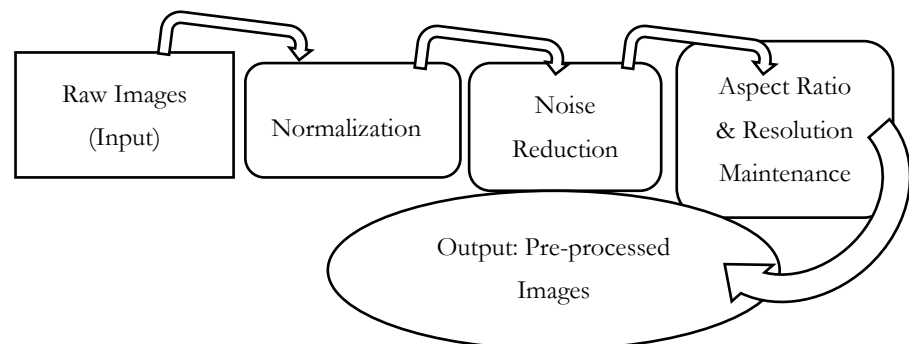 Raw Images
(Input)
Normalization
Noise
Reduction
Aspect Ratio
& Resolution
Maintenance
Output: Pre-processed
Images